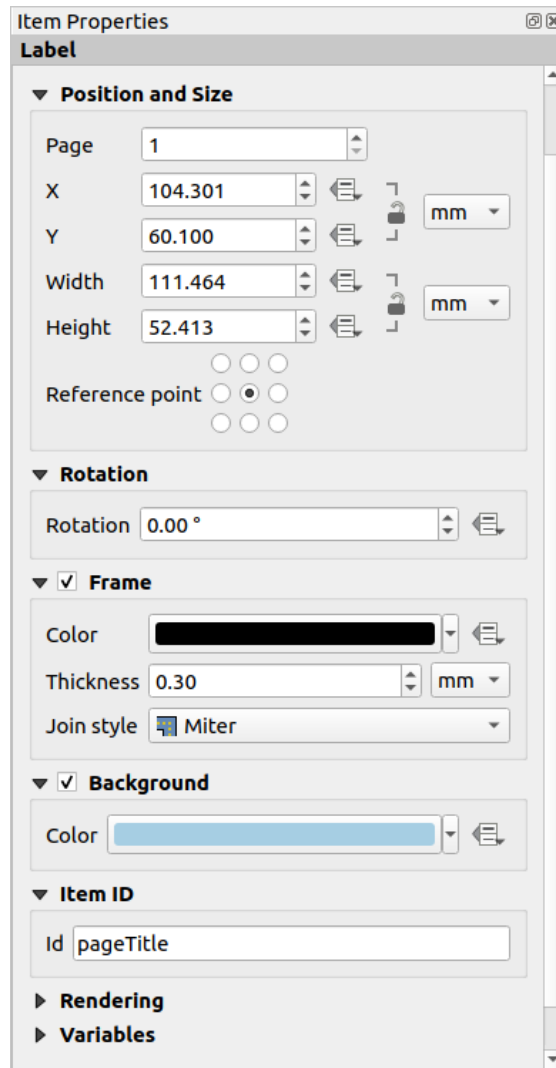 Item Properties
Label
Position and Size
Page 1
X 104.301
mm
Y 60.100
Width 111.464
mm
Height 52.413
Reference point
Rotation
Rotation 0.00 °
Frame
Color
Thickness 0.30 mm
Join style Miter
Background
Color
Item ID
Id pageTitle
Rendering
Variables